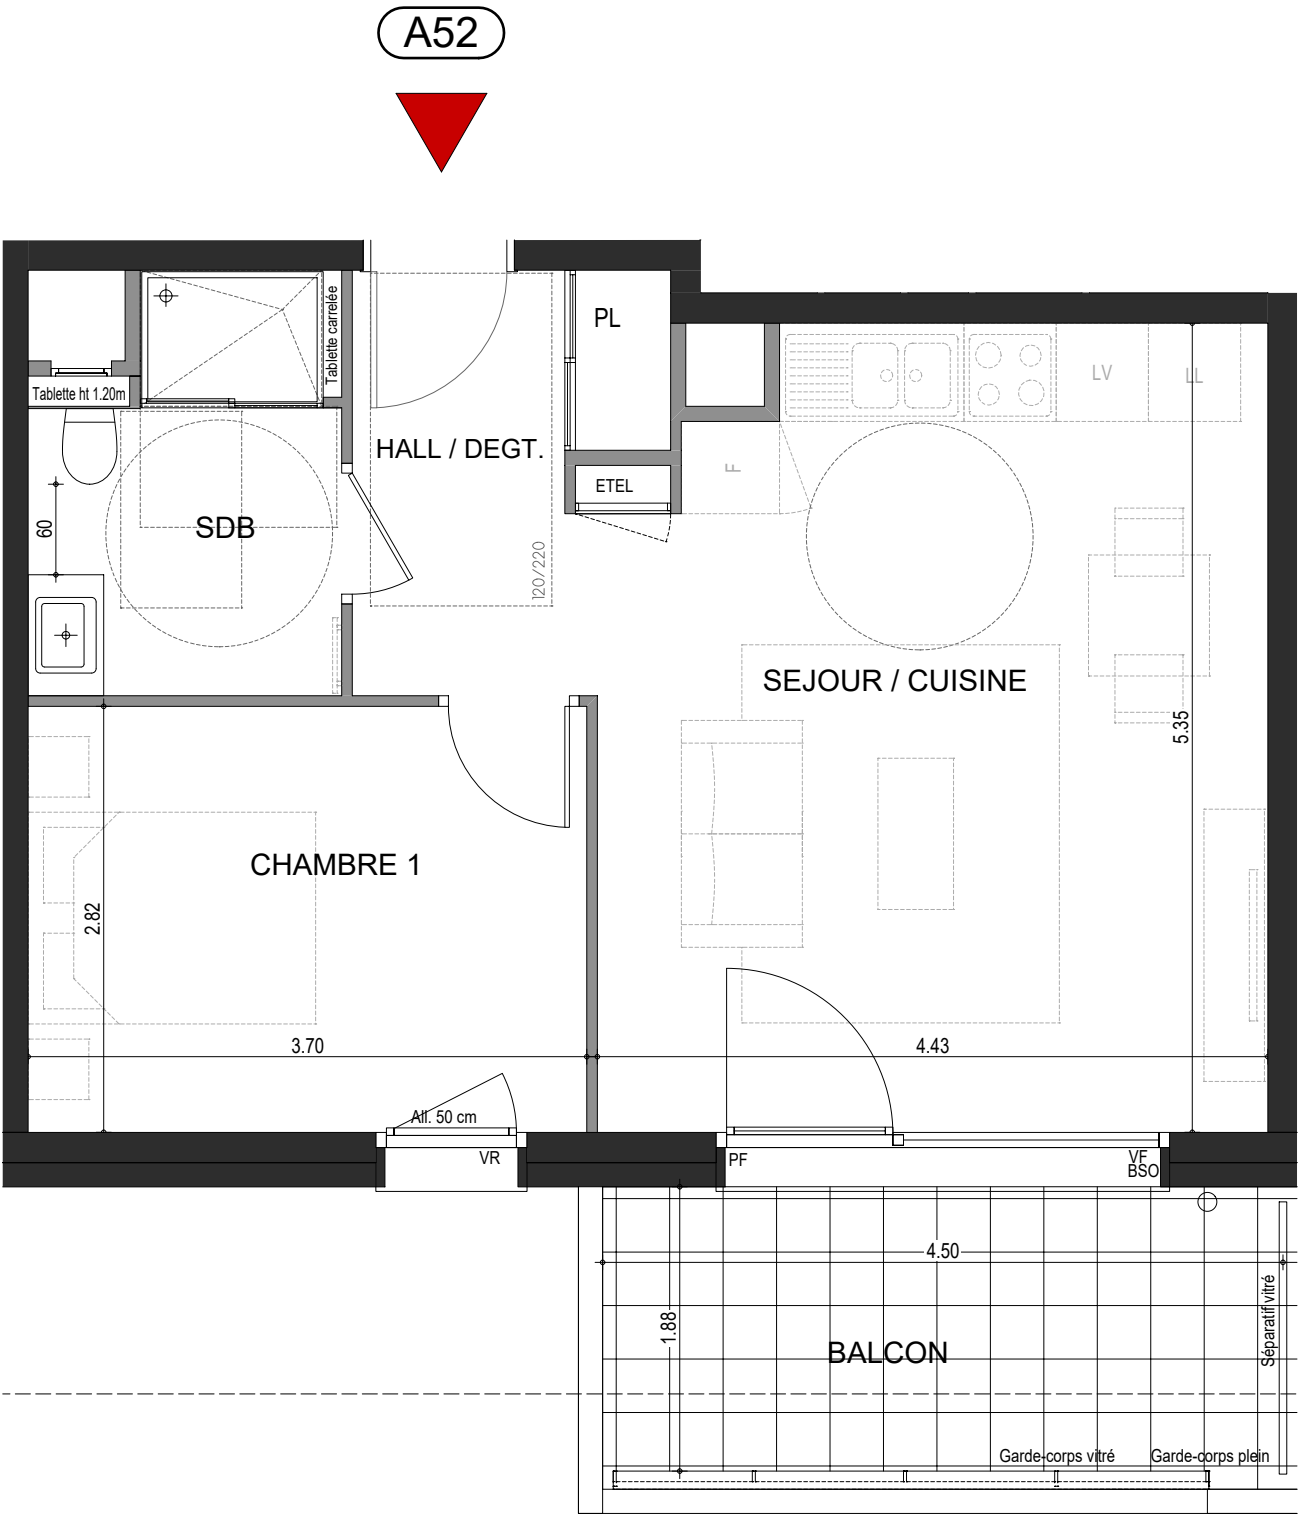 A52
PL
Tablette carrelée
Tablette ht 1.20m
LV
LL
HALL / DEGT.
F
ETEL
SDB
60
120/220
SEJOUR / CUISINE
5.35
CHAMBRE 1
2.82
3.70
4.43
All. 50 cm
VR
PF
VF
BSO
4.50
1.88
Séparatif vitré
BALCON
Garde-corps vitré
Garde-corps plein